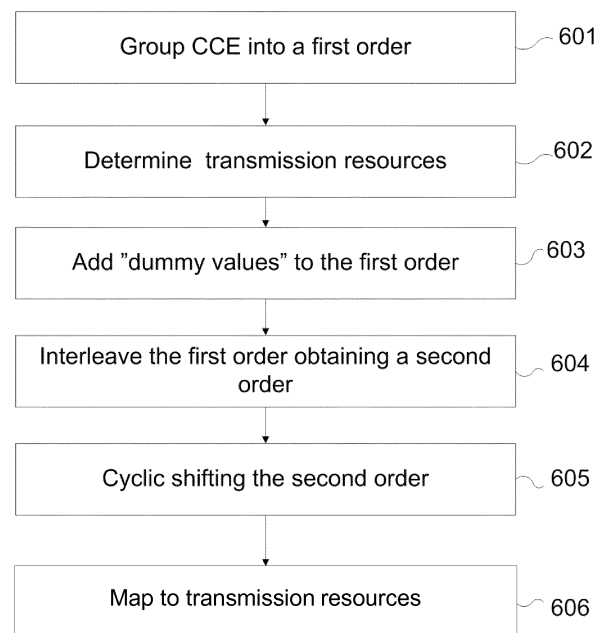 Group CCE into a first order
601
Determine transmission resources
602
Add ”dummy values” to the first order
603
Interleave the first order obtaining a second
order
604
Cyclic shifting the second order
605
Map to transmission resources
606